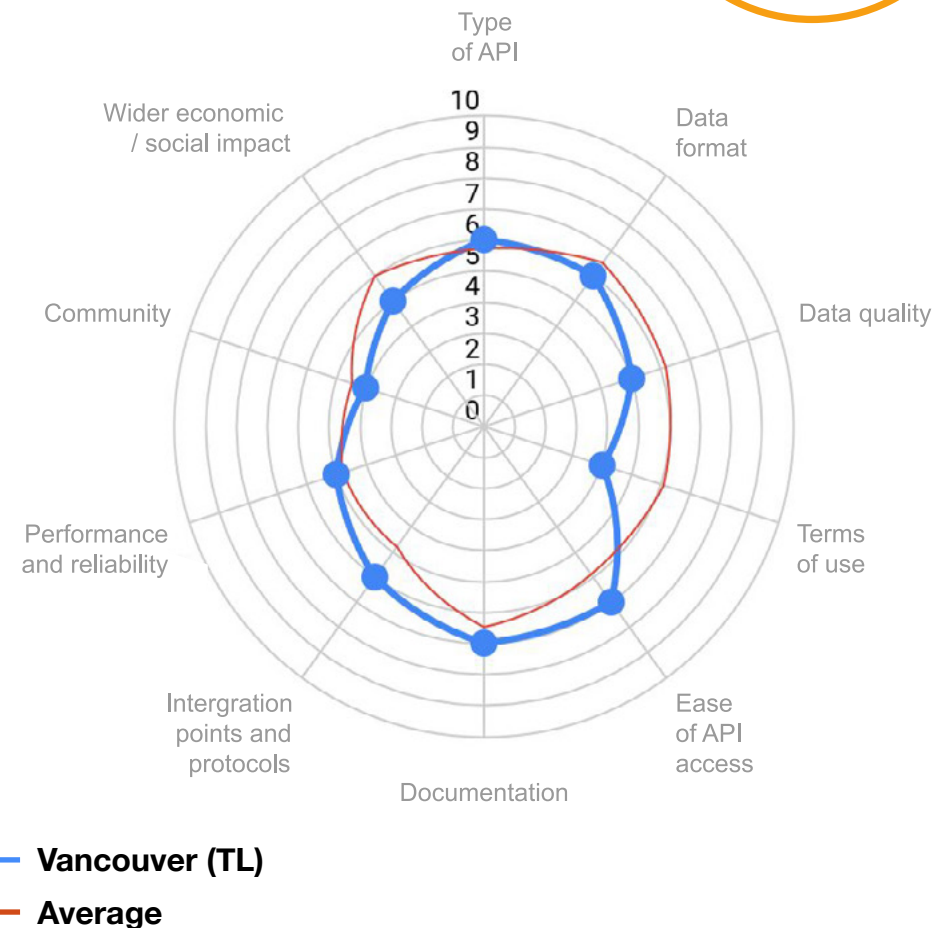 Type
of API
Wider economic
/ social impact
Data
format
10
9
8
7
6
5
4
3
2
1
0
Community
Data quality
Performance
and reliability
Terms
of use
Intergration
points and
protocols
Ease
of API
access
Documentation
Vancouver (TL)
Average